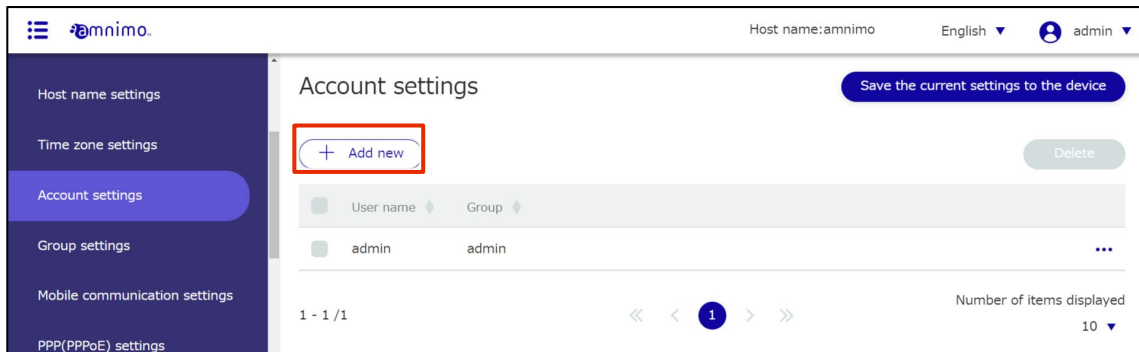 amnimo
Host name:amnimo
English
admin
Host name settings
Time zone settings
Account settings
Group settings
Mobile communication settings
PPP(PPPoE) settings
Account settings
Save the current settings to the device
+ Add new
Delete
User name
Group
admin
admin
...
1 - 1 /1
1
Number of items displayed
10